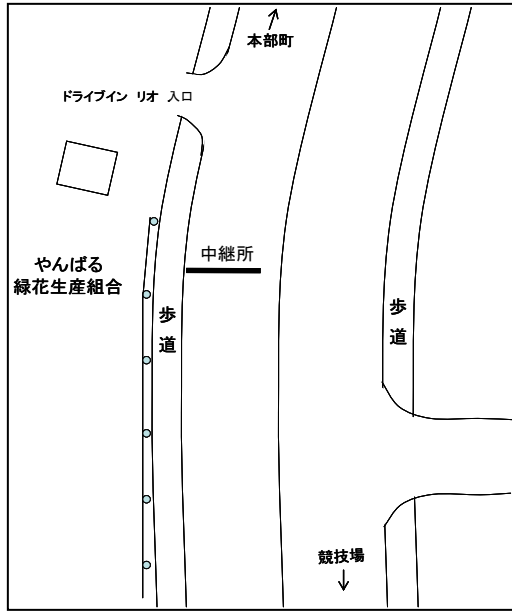 本部町
ドライブイン リオ 入口
中継所
やんばる
緑花生産組合
歩道
歩道
競技場